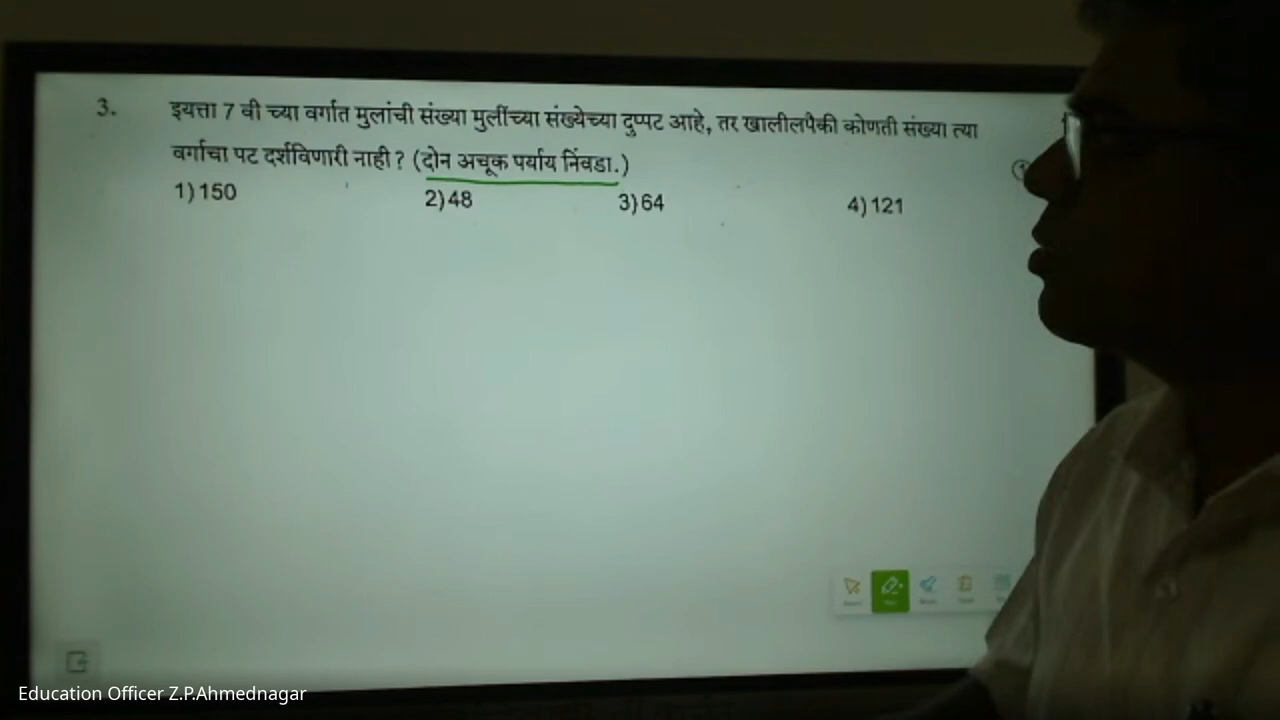 3. इयत्ता 7 वी च्या वर्गात मुलांची संख्या मुलींच्या संख्येच्या दुप्पट आहे, तर खालीलपैकी कोणती संख्या त्या
वर्गाचा पट दर्शविणारी नाही ? (दोन अचूक पर्याय निंवडा.)
1) 150 2) 48 3) 64 4) 121
Education Officer Z.P.Ahmednagar